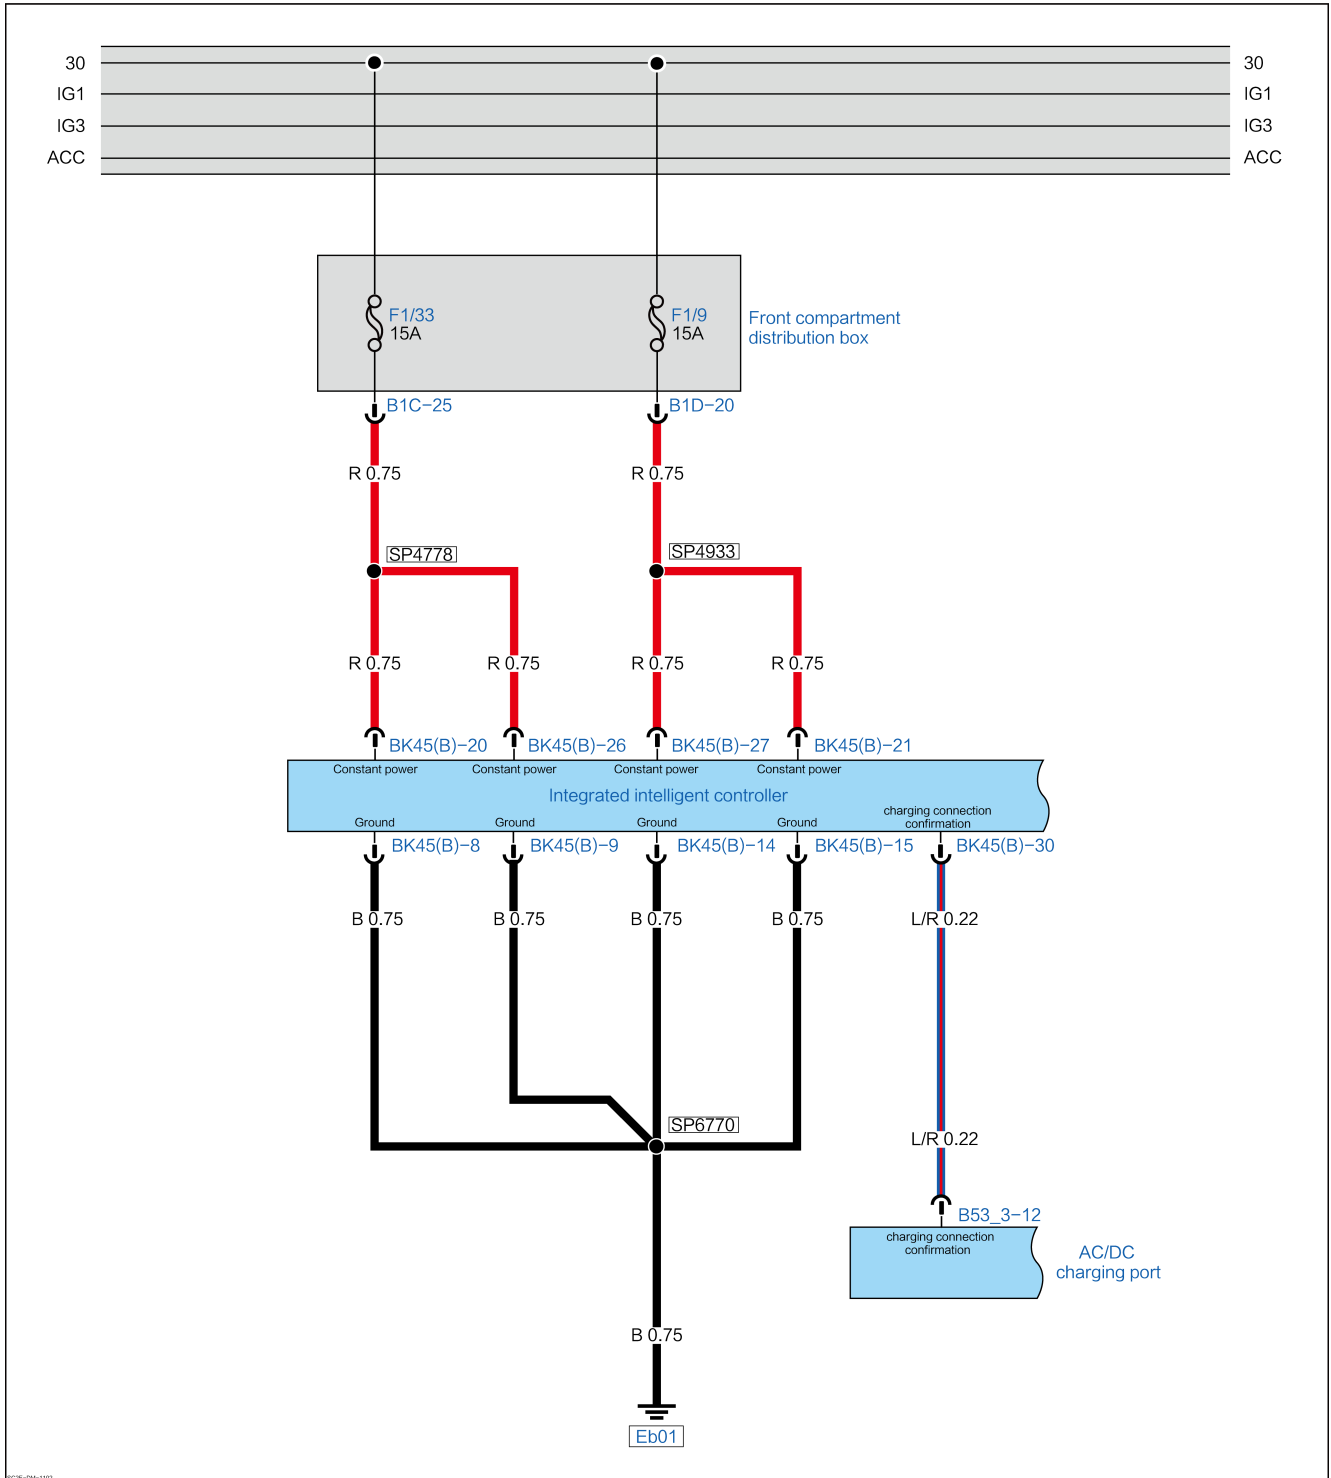 30 30
IG1 IG1
IG3 IG3
ACC ACC
F1/33 F1/9
15A 15A
Front compartment
distribution box
B1C-25 B1D-20
R 0.75 R 0.75
SP4778 SP4933
R 0.75 R 0.75 R 0.75 R 0.75
BK45(B)-20 BK45(B)-26 BK45(B)-27 BK45(B)-21
Constant power Constant power Constant power Constant power
Integrated intelligent controller
charging connection
confirmation
Ground Ground Ground Ground
BK45(B)-8 BK45(B)-9 BK45(B)-14 BK45(B)-15 BK45(B)-30
B 0.75 B 0.75 B 0.75 B 0.75 L/R 0.22
SP6770
L/R 0.22
B53_3-12
charging connection
confirmation
AC/DC
charging port
B 0.75
Eb01